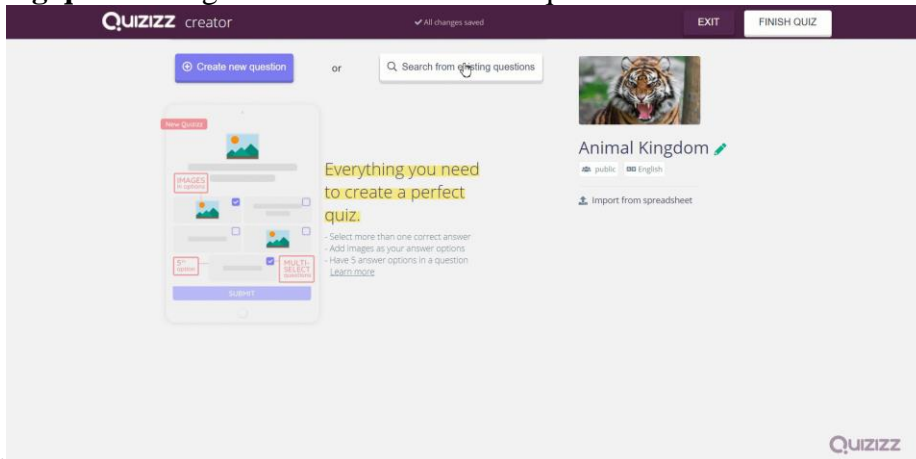 QUIZIZZ creator
✔ All changes saved
EXIT
FINISH QUIZ
Create new question
or
Search from existing questions
New Quizizz
IMAGES
in options
5th
option
MULTI-
SELECT
questions
SUBMIT
Everything you need
to create a perfect
quiz.
- Select more than one correct answer
- Add images as your answer options
- Have 5 answer options in a question
Learn more
Animal Kingdom
public
English
Import from spreadsheet
QUIZIZZ